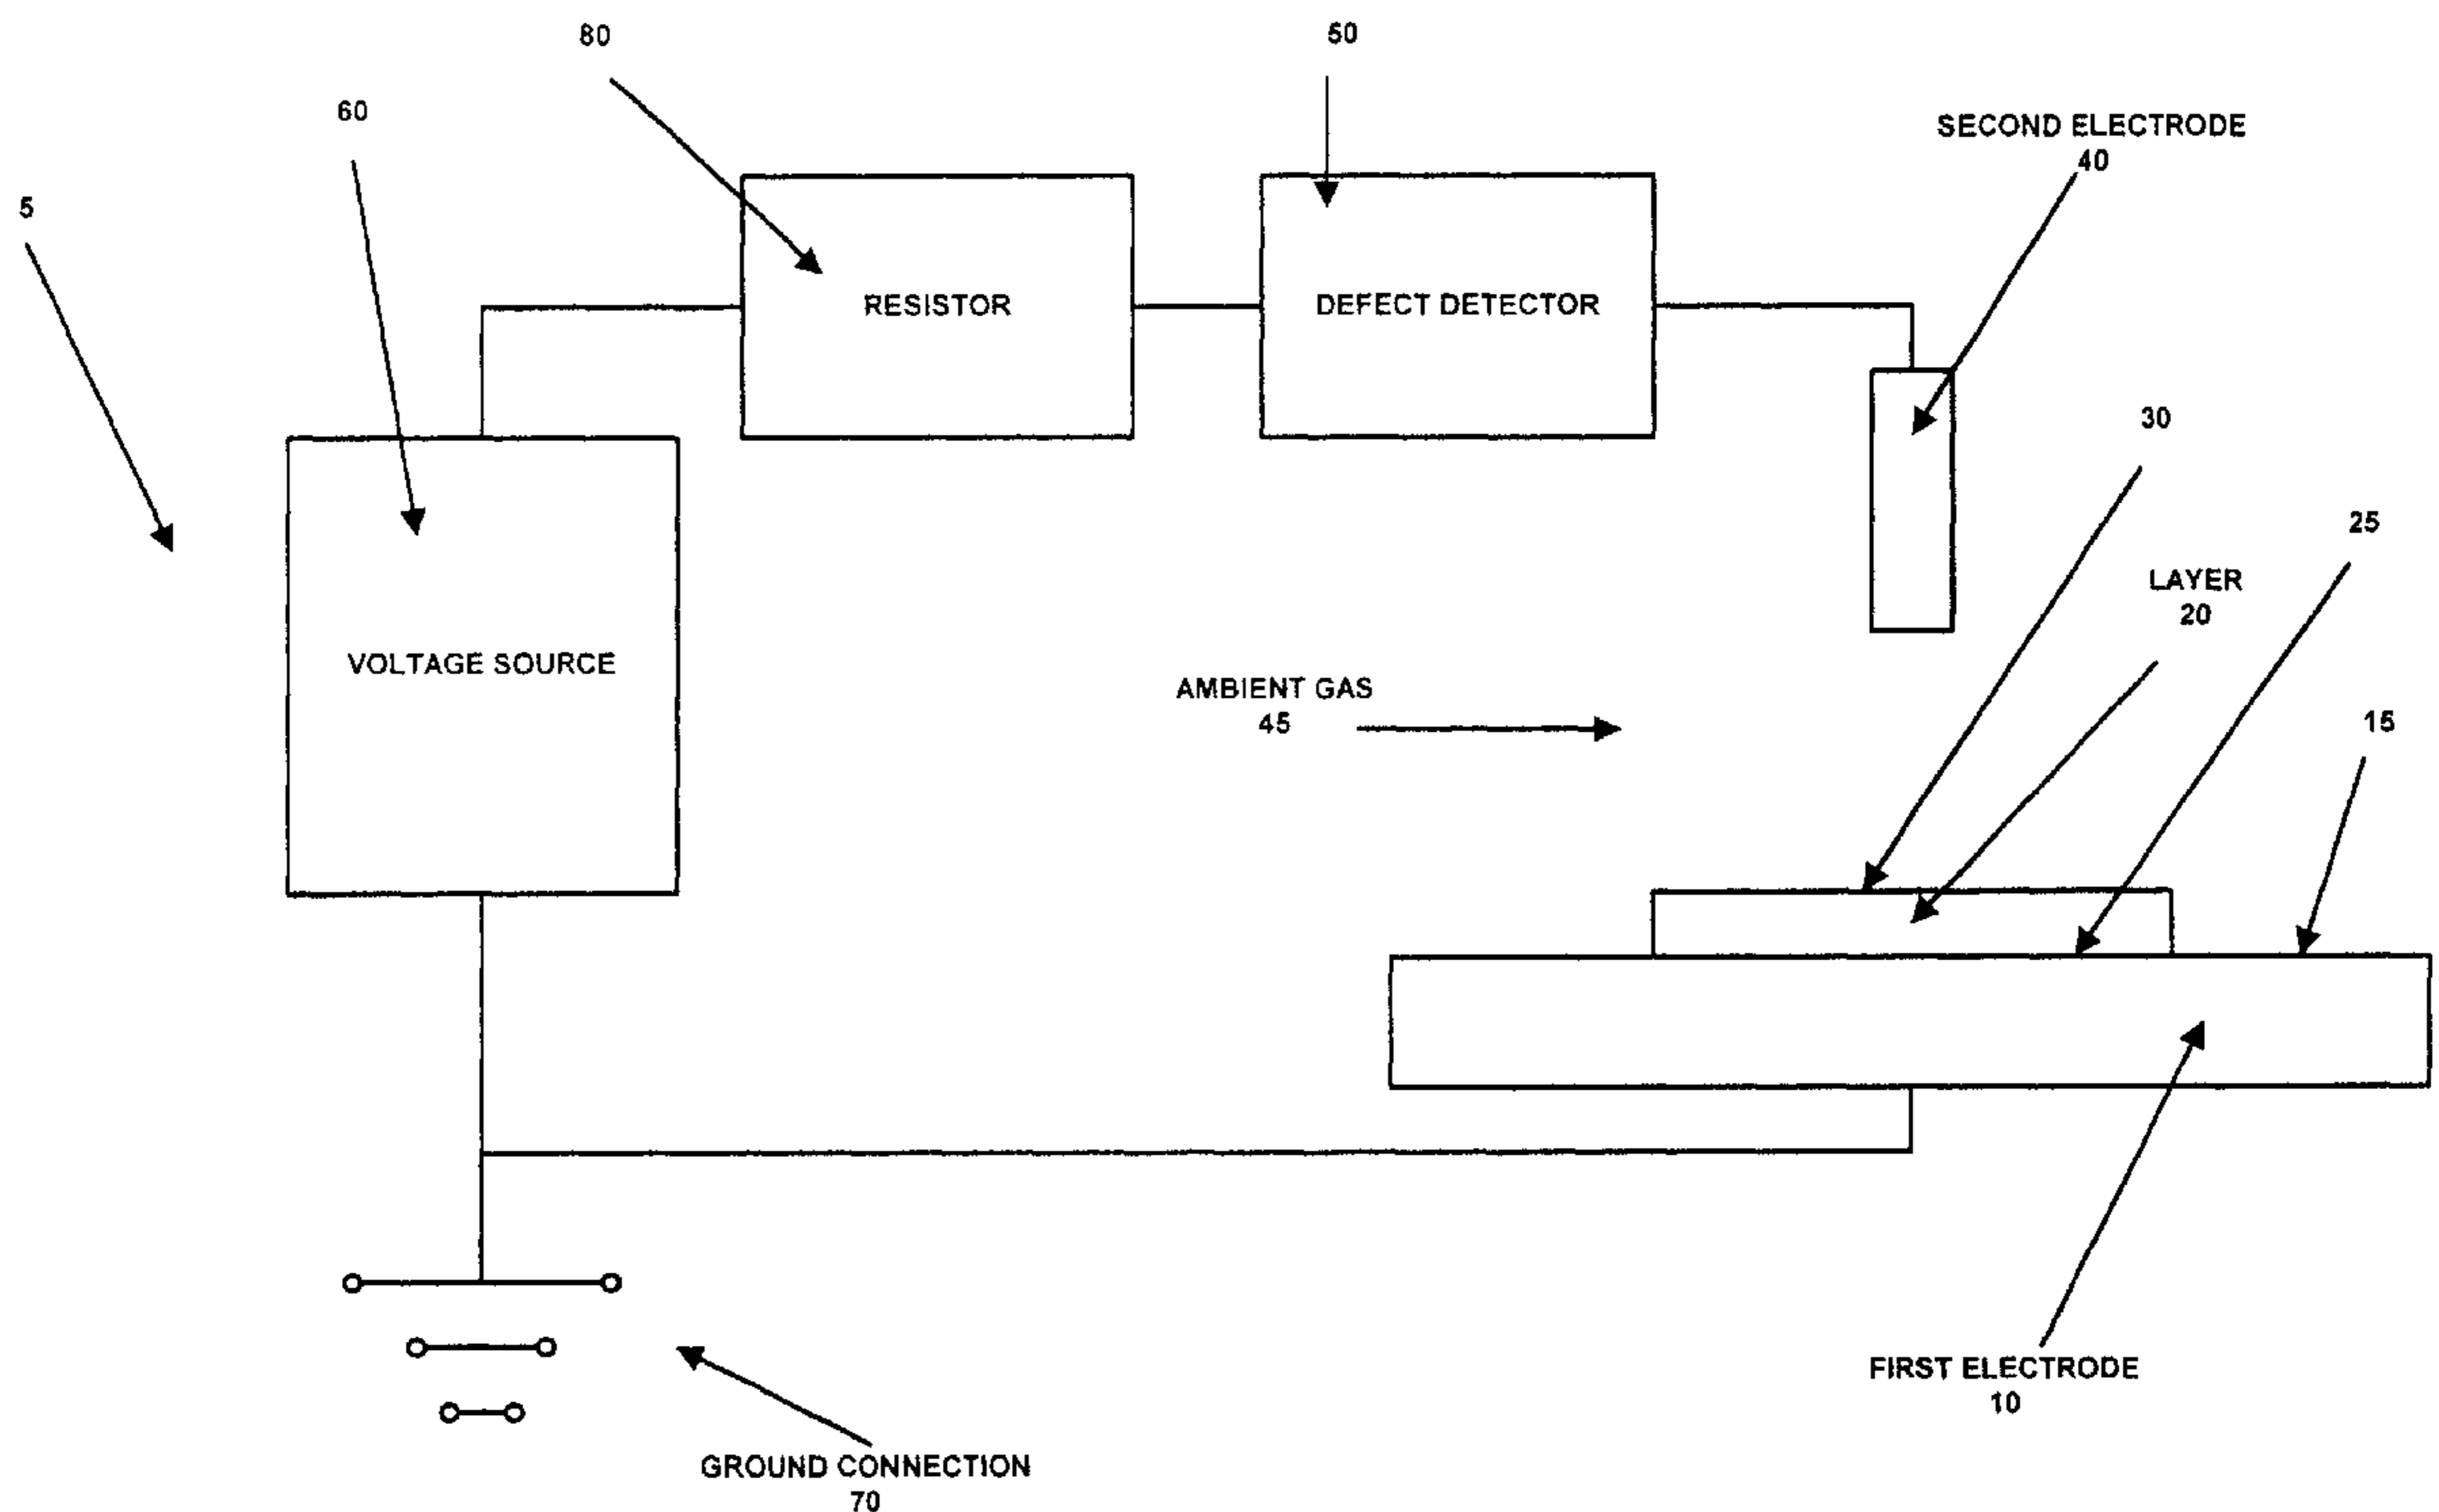 80
50
60
SECOND ELECTRODE
40
5
RESISTOR
DEFECT DETECTOR
30
25
LAYER
20
VOLTAGE SOURCE
AMBIENT GAS
45
15
FIRST ELECTRODE
10
GROUND CONNECTION
70